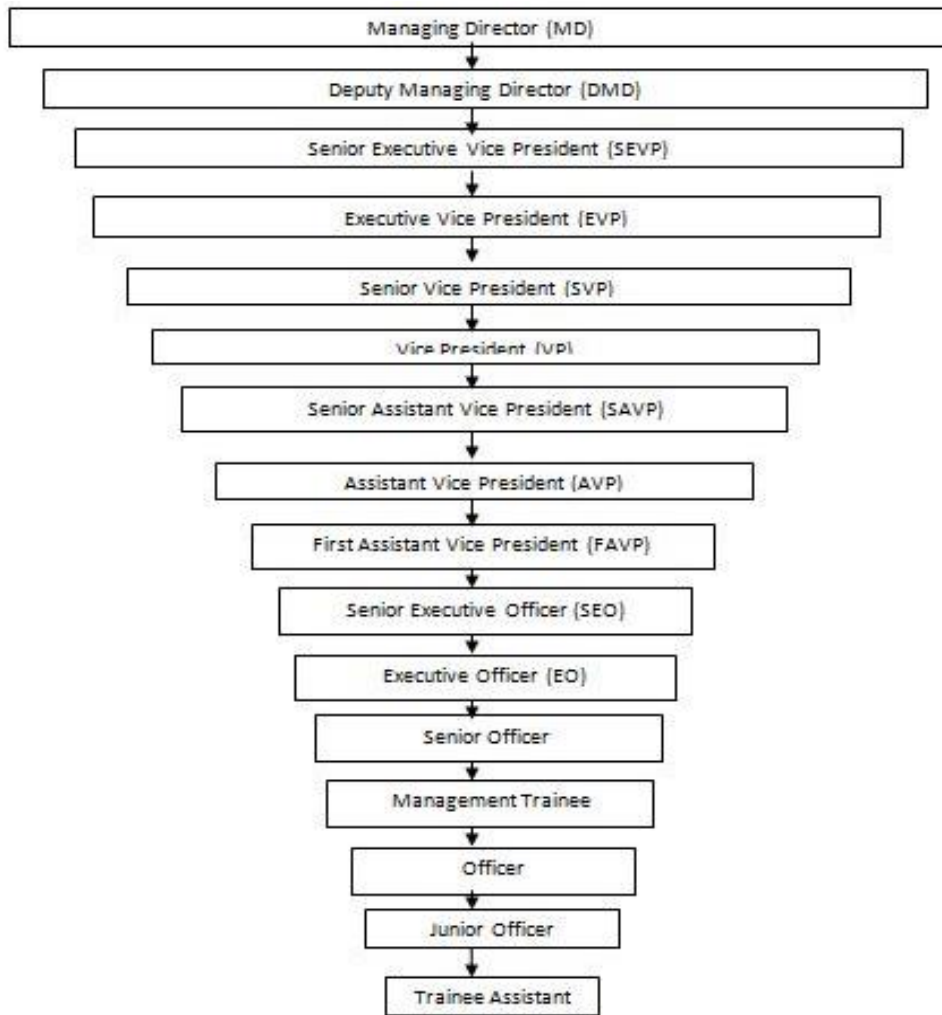 Managing Director (MD)
Deputy Managing Director (DMD)
Senior Executive Vice President (SEVP)
Executive Vice President (EVP)
Senior Vice President (SVP)
Vice President (VP)
Senior Assistant Vice President (SAVP)
Assistant Vice President (AVP)
First Assistant Vice President (FAVP)
Senior Executive Officer (SEO)
Executive Officer (EO)
Senior Officer
Management Trainee
Officer
Junior Officer
Trainee Assistant